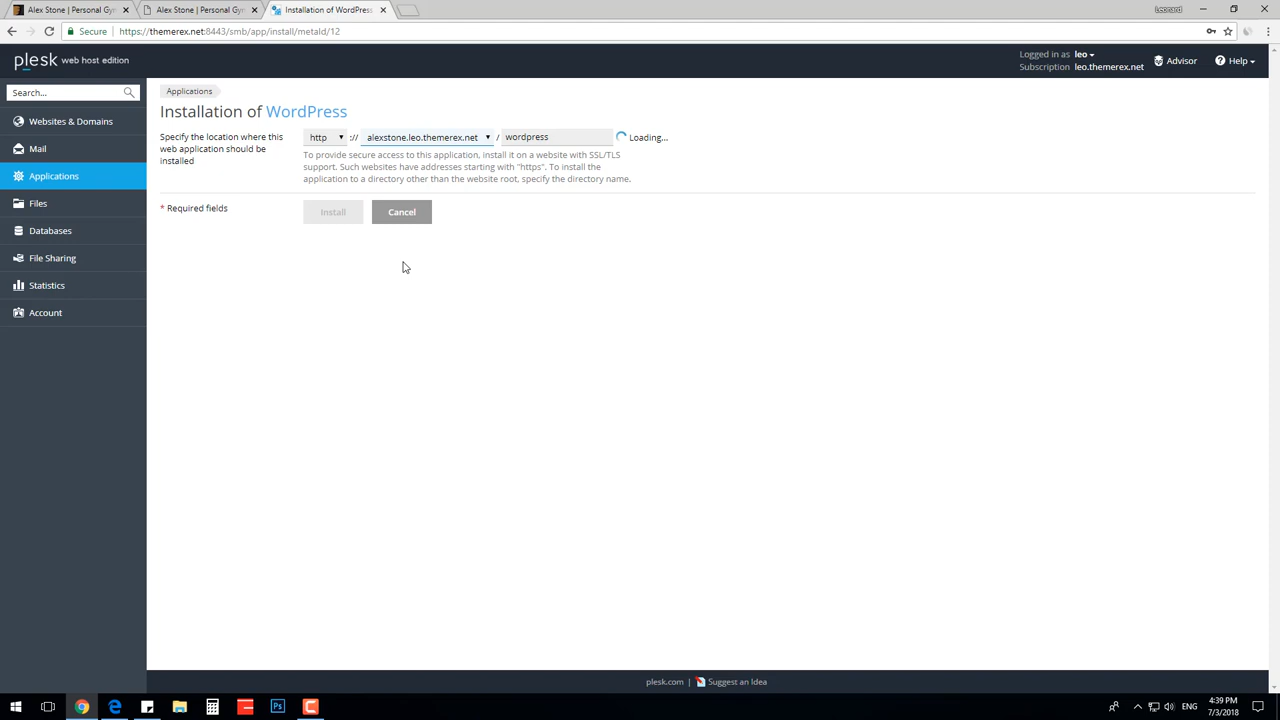 Alex Stone | Personal Gym
Alex Stone | Personal Gym
Installation of WordPress
Leonard
Secure
https://themerex.net:8443/smb/app/install/metaId/12
plesk web host edition
Logged in as leo
Subscription leo.themerex.net
Advisor
Help
Search...
Websites & Domains
Mail
Applications
Files
Databases
File Sharing
Statistics
Account
Applications
Installation of WordPress
Specify the location where this
web application should be
installed
http :// alexstone.leo.themerex.net / wordpress Loading...
To provide secure access to this application, install it on a website with SSL/TLS
support. Such websites have addresses starting with "https". To install the
application to a directory other than the website root, specify the directory name.
* Required fields
Install
Cancel
plesk.com | Suggest an Idea
Ps
ENG
4:39 PM
7/3/2018